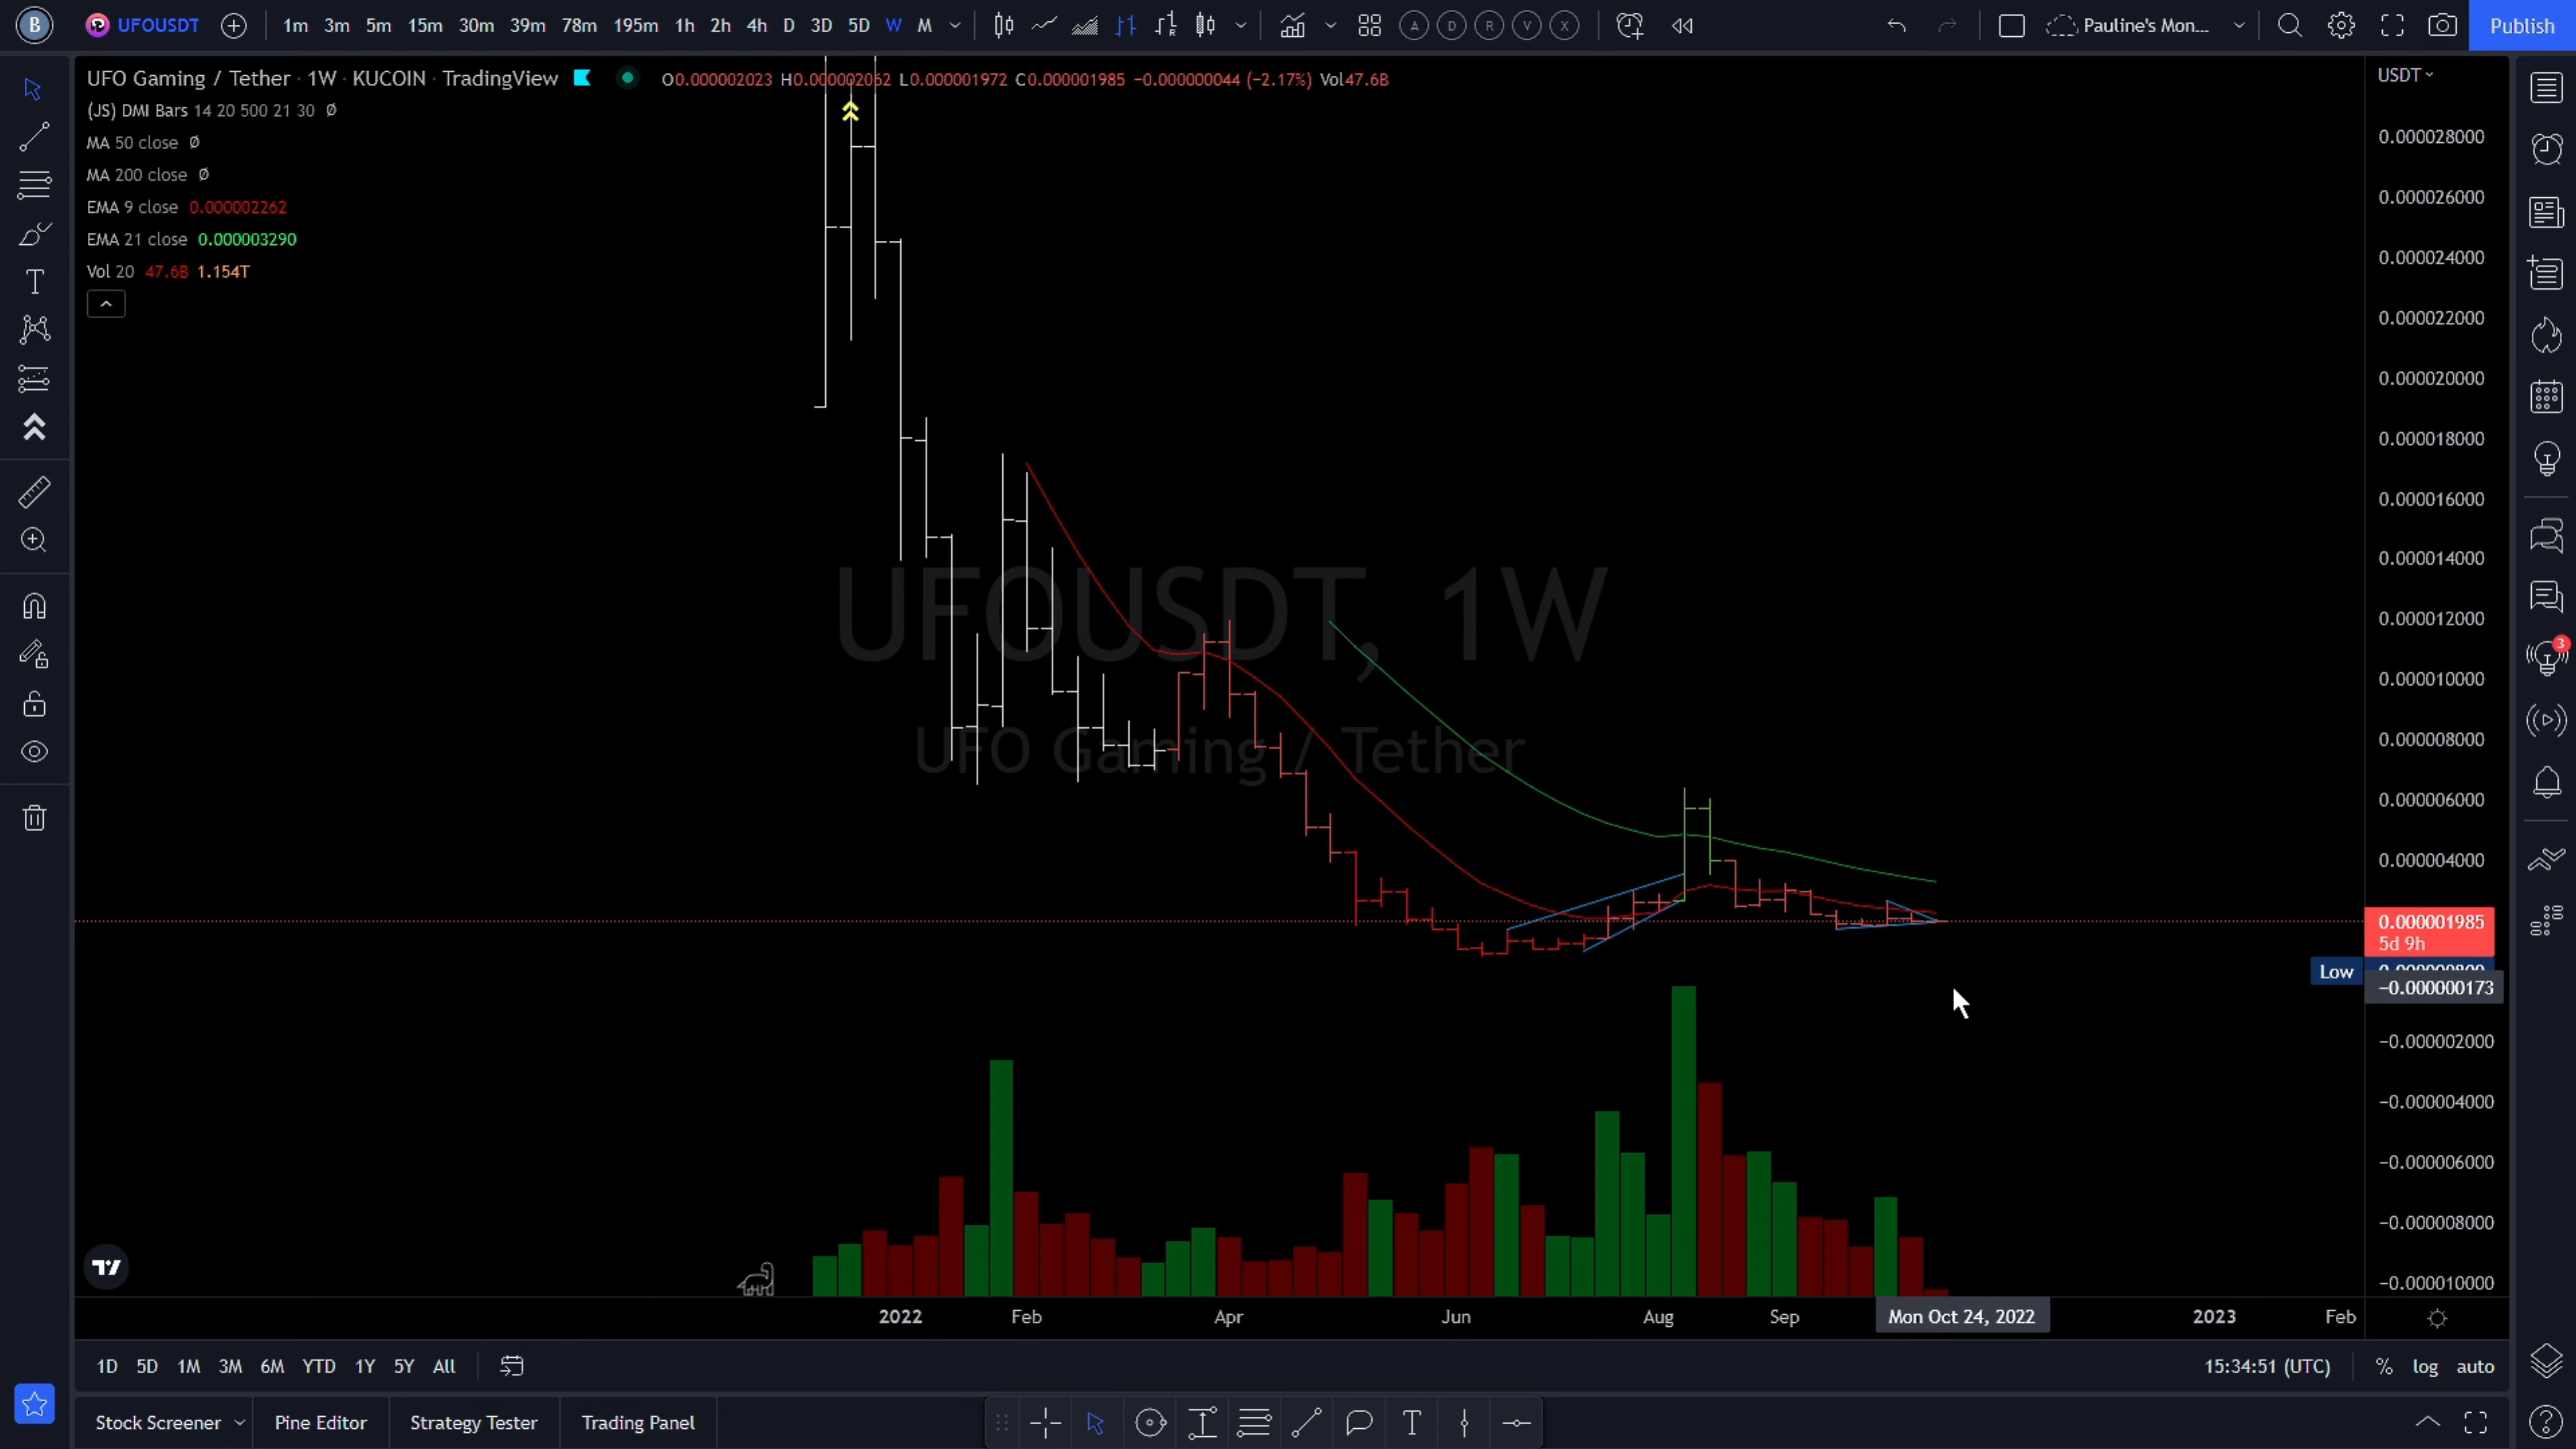 B UFOUSDT 1m 3m 5m 15m 30m 39m 78m 195m 1h 2h 4h D 3D 5D W M A D R V X Pauline's Mon... Publish
UFO Gaming / Tether · 1W · KUCOIN · TradingView O0.000002023 H0.000002062 L0.000001972 C0.000001985 −0.000000044 (−2.17%) Vol47.6B
USDT
(JS) DMI Bars 14 20 500 21 30 Ø
MA 50 close Ø
MA 200 close Ø
EMA 9 close 0.000002262
EMA 21 close 0.000003290
Vol 20 47.6B 1.154T
0.000028000
0.000026000
0.000024000
0.000022000
0.000020000
0.000018000
0.000016000
0.000014000
0.000012000
0.000010000
0.000008000
0.000006000
0.000004000
UFOUSDT, 1W
UFO Gaming / Tether
3
0.000001985
5d 9h
Low
−0.000000173
−0.000002000
−0.000004000
−0.000006000
−0.000008000
−0.000010000
2022 Feb Apr Jun Aug Sep Mon Oct 24, 2022 2023 Feb
1D 5D 1M 3M 6M YTD 1Y 5Y All 15:34:51 (UTC) % log auto
Stock Screener Pine Editor Strategy Tester Trading Panel